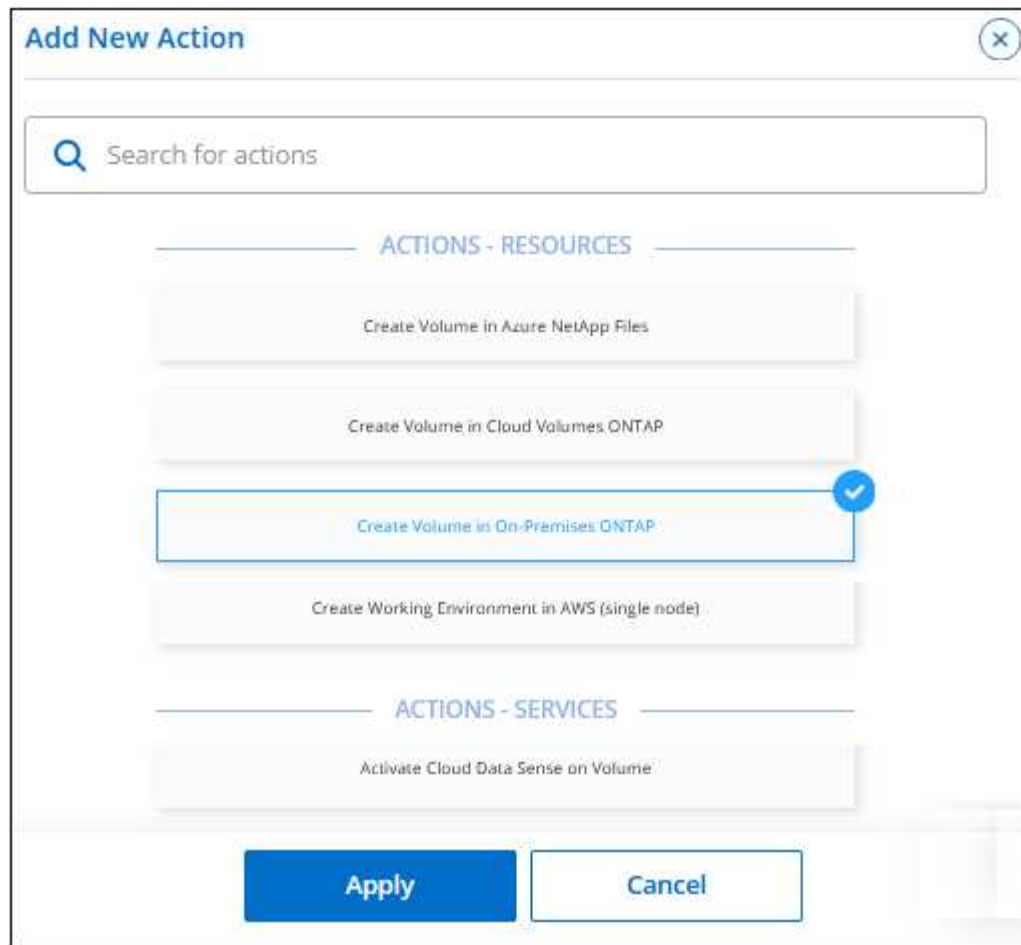 Add New Action
Search for actions
ACTIONS - RESOURCES
Create Volume in Azure NetApp Files
Create Volume in Cloud Volumes ONTAP
Create Volume in On-Premises ONTAP
Create Working Environment in AWS (single node)
ACTIONS - SERVICES
Activate Cloud Data Sense on Volume
Apply
Cancel